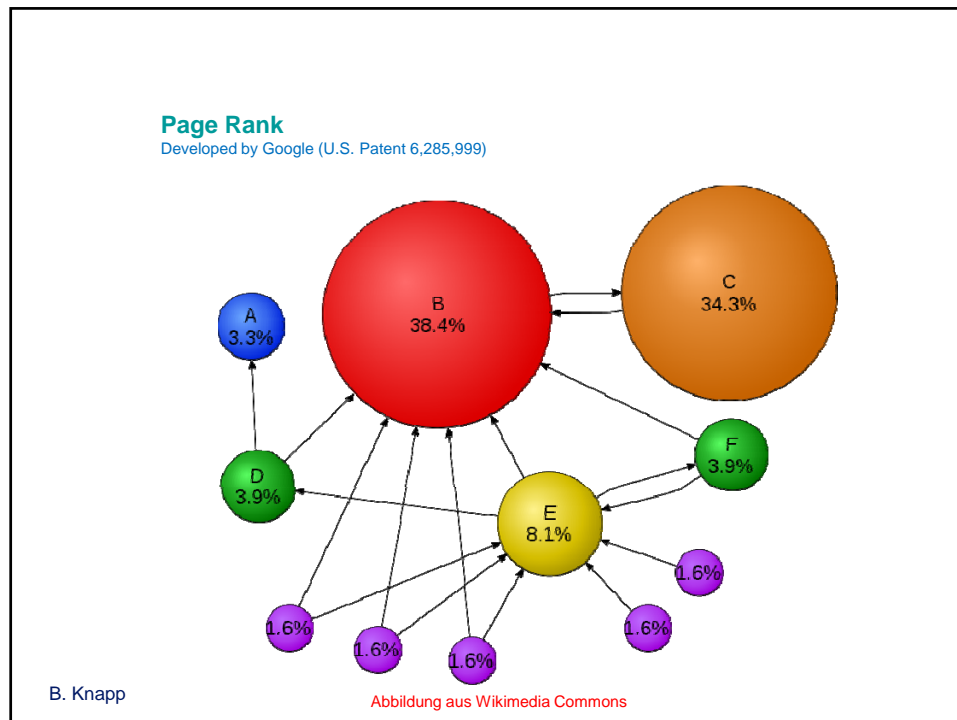 Page Rank
Developed by Google (U.S. Patent 6,285,999)
B
38.4%
C
34.3%
A
3.3%
F
3.9%
D
3.9%
E
8.1%
1.6%
1.6%
1.6%
1.6%
1.6%
B. Knapp
Abbildung aus Wikimedia Commons